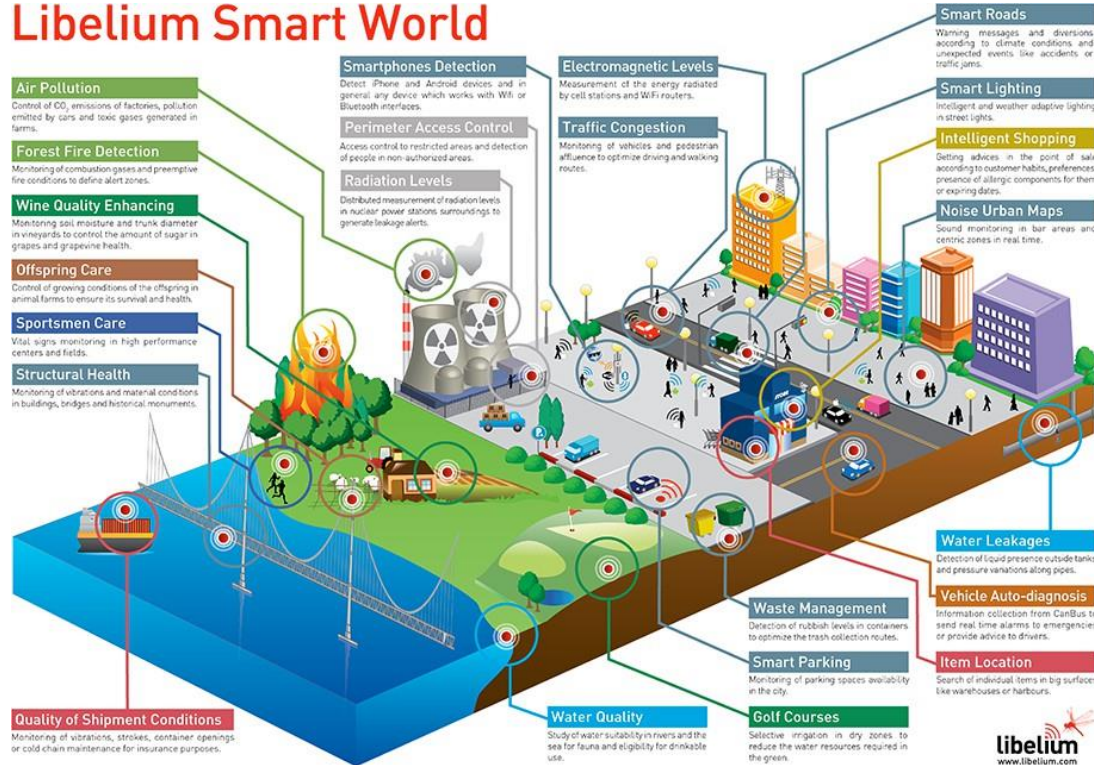 Libelium Smart World
Air Pollution
Control of CO₂ emissions of factories, pollution
emitted by cars and toxic gases generated in
farms.
Forest Fire Detection
Monitoring of combustion gases and preemptive
fire conditions to define alert zones.
Wine Quality Enhancing
Monitoring soil moisture and trunk diameter
in vineyards to control the amount of sugar in
grapes and grapevine health.
Offspring Care
Control of growing conditions of the offspring in
animal farms to ensure its survival and health.
Sportsmen Care
Vital signs monitoring in high performance
centers and fields.
Structural Health
Monitoring of vibrations and material conditions
in buildings, bridges and historical monuments.
Quality of Shipment Conditions
Monitoring of vibrations, strokes, container openings
or cold chain maintenance for insurance purposes.
Smartphones Detection
Detect iPhone and Android devices and in
general any device which works with Wifi or
Bluetooth interfaces.
Perimeter Access Control
Access control to restricted areas and detection
of people in non-authorized areas.
Radiation Levels
Distributed measurement of radiation levels
in nuclear power stations surroundings to
generate leakage alerts.
Electromagnetic Levels
Measurement of the energy radiated
by cell stations and WiFi routers.
Traffic Congestion
Monitoring of vehicles and pedestrian
affluence to optimize driving and walking
routes.
Smart Roads
Warning messages and diversions
according to climate conditions and
unexpected events like accidents or
traffic jams.
Smart Lighting
Intelligent and weather adaptive lighting
in street lights.
Intelligent Shopping
Getting advices in the point of sale
according to customer habits, preferences,
presence of allergic components for them
or expiring dates.
Noise Urban Maps
Sound monitoring in bar areas and
centric zones in real time.
STORE
P
Water Leakages
Detection of liquid presence outside tanks
and pressure variations along pipes.
Vehicle Auto-diagnosis
Information collection from CanBus to
send real time alarms to emergencies
or provide advice to drivers.
Item Location
Search of individual items in big surfaces
like warehouses or harbours.
Waste Management
Detection of rubbish levels in containers
to optimize the trash collection routes.
Smart Parking
Monitoring of parking spaces availability
in the city.
Golf Courses
Selective irrigation in dry zones to
reduce the water resources required in
the green.
Water Quality
Study of water suitability in rivers and the
sea for fauna and eligibility for drinkable
use.
libelium
www.libelium.com